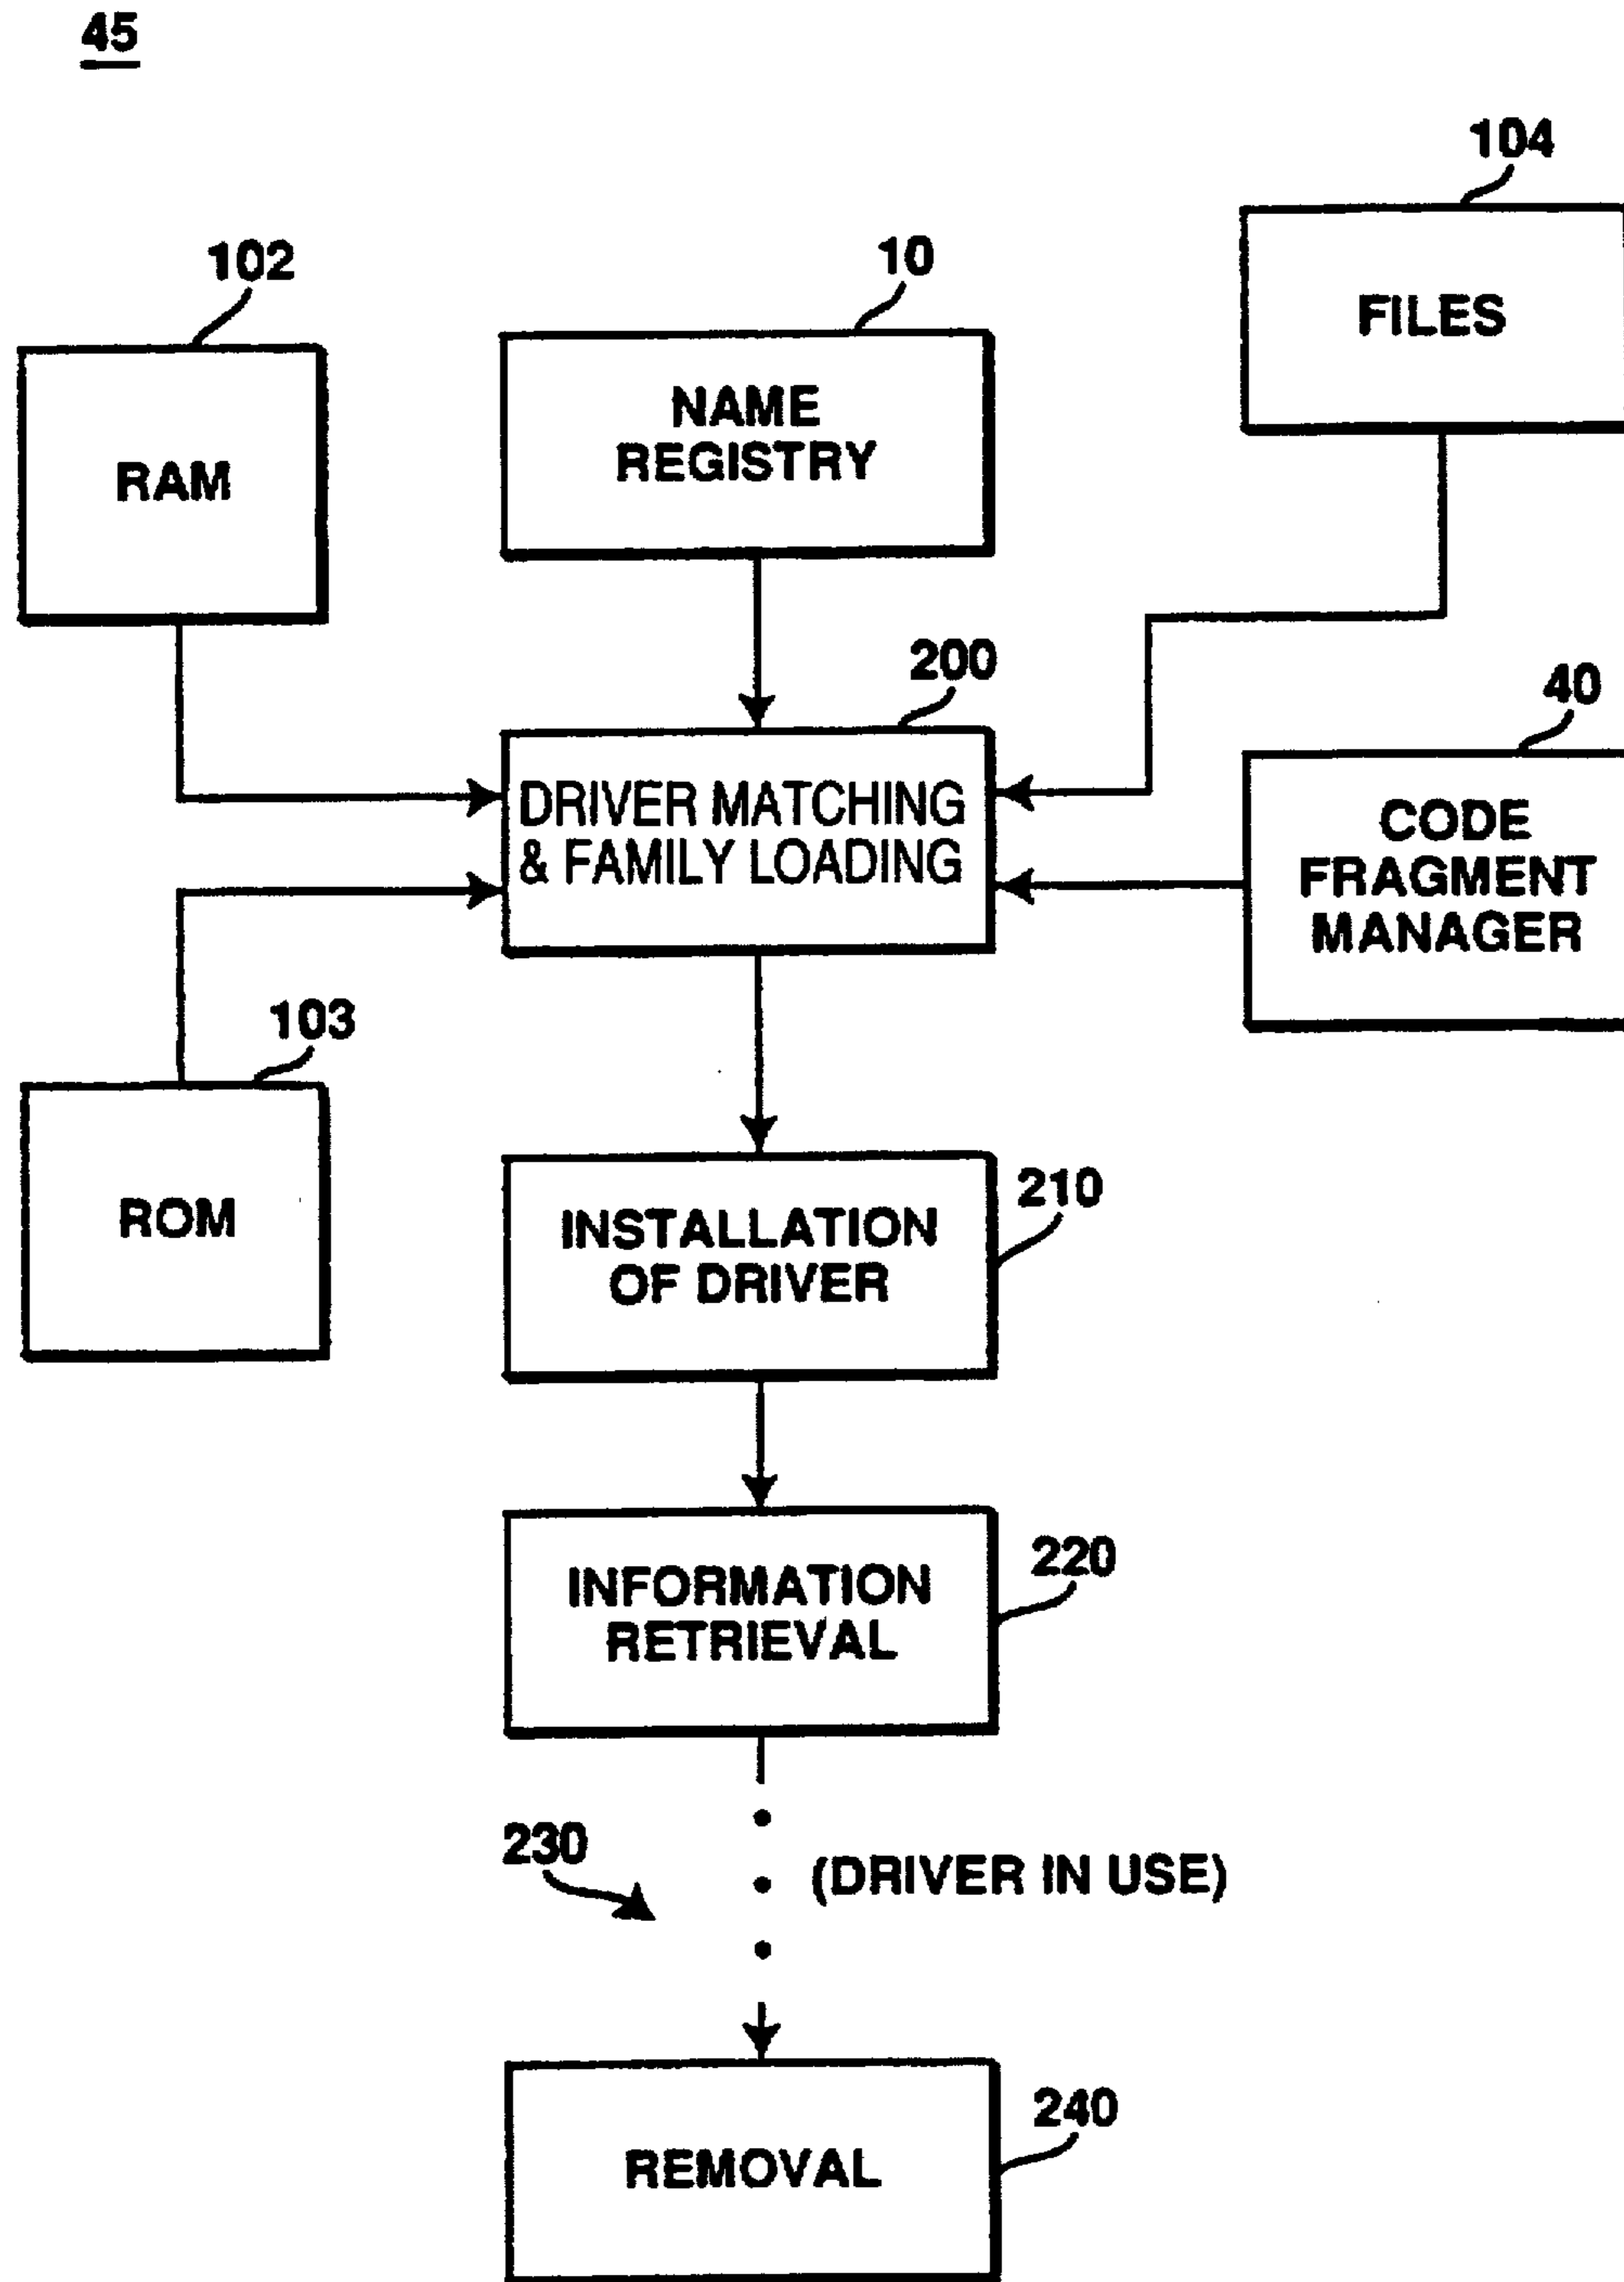 45
104
FILES
102
RAM
10
NAME
REGISTRY
200
DRIVER MATCHING
& FAMILY LOADING
40
CODE
FRAGMENT
MANAGER
103
ROM
210
INSTALLATION
OF DRIVER
220
INFORMATION
RETRIEVAL
230
(DRIVER IN USE)
240
REMOVAL